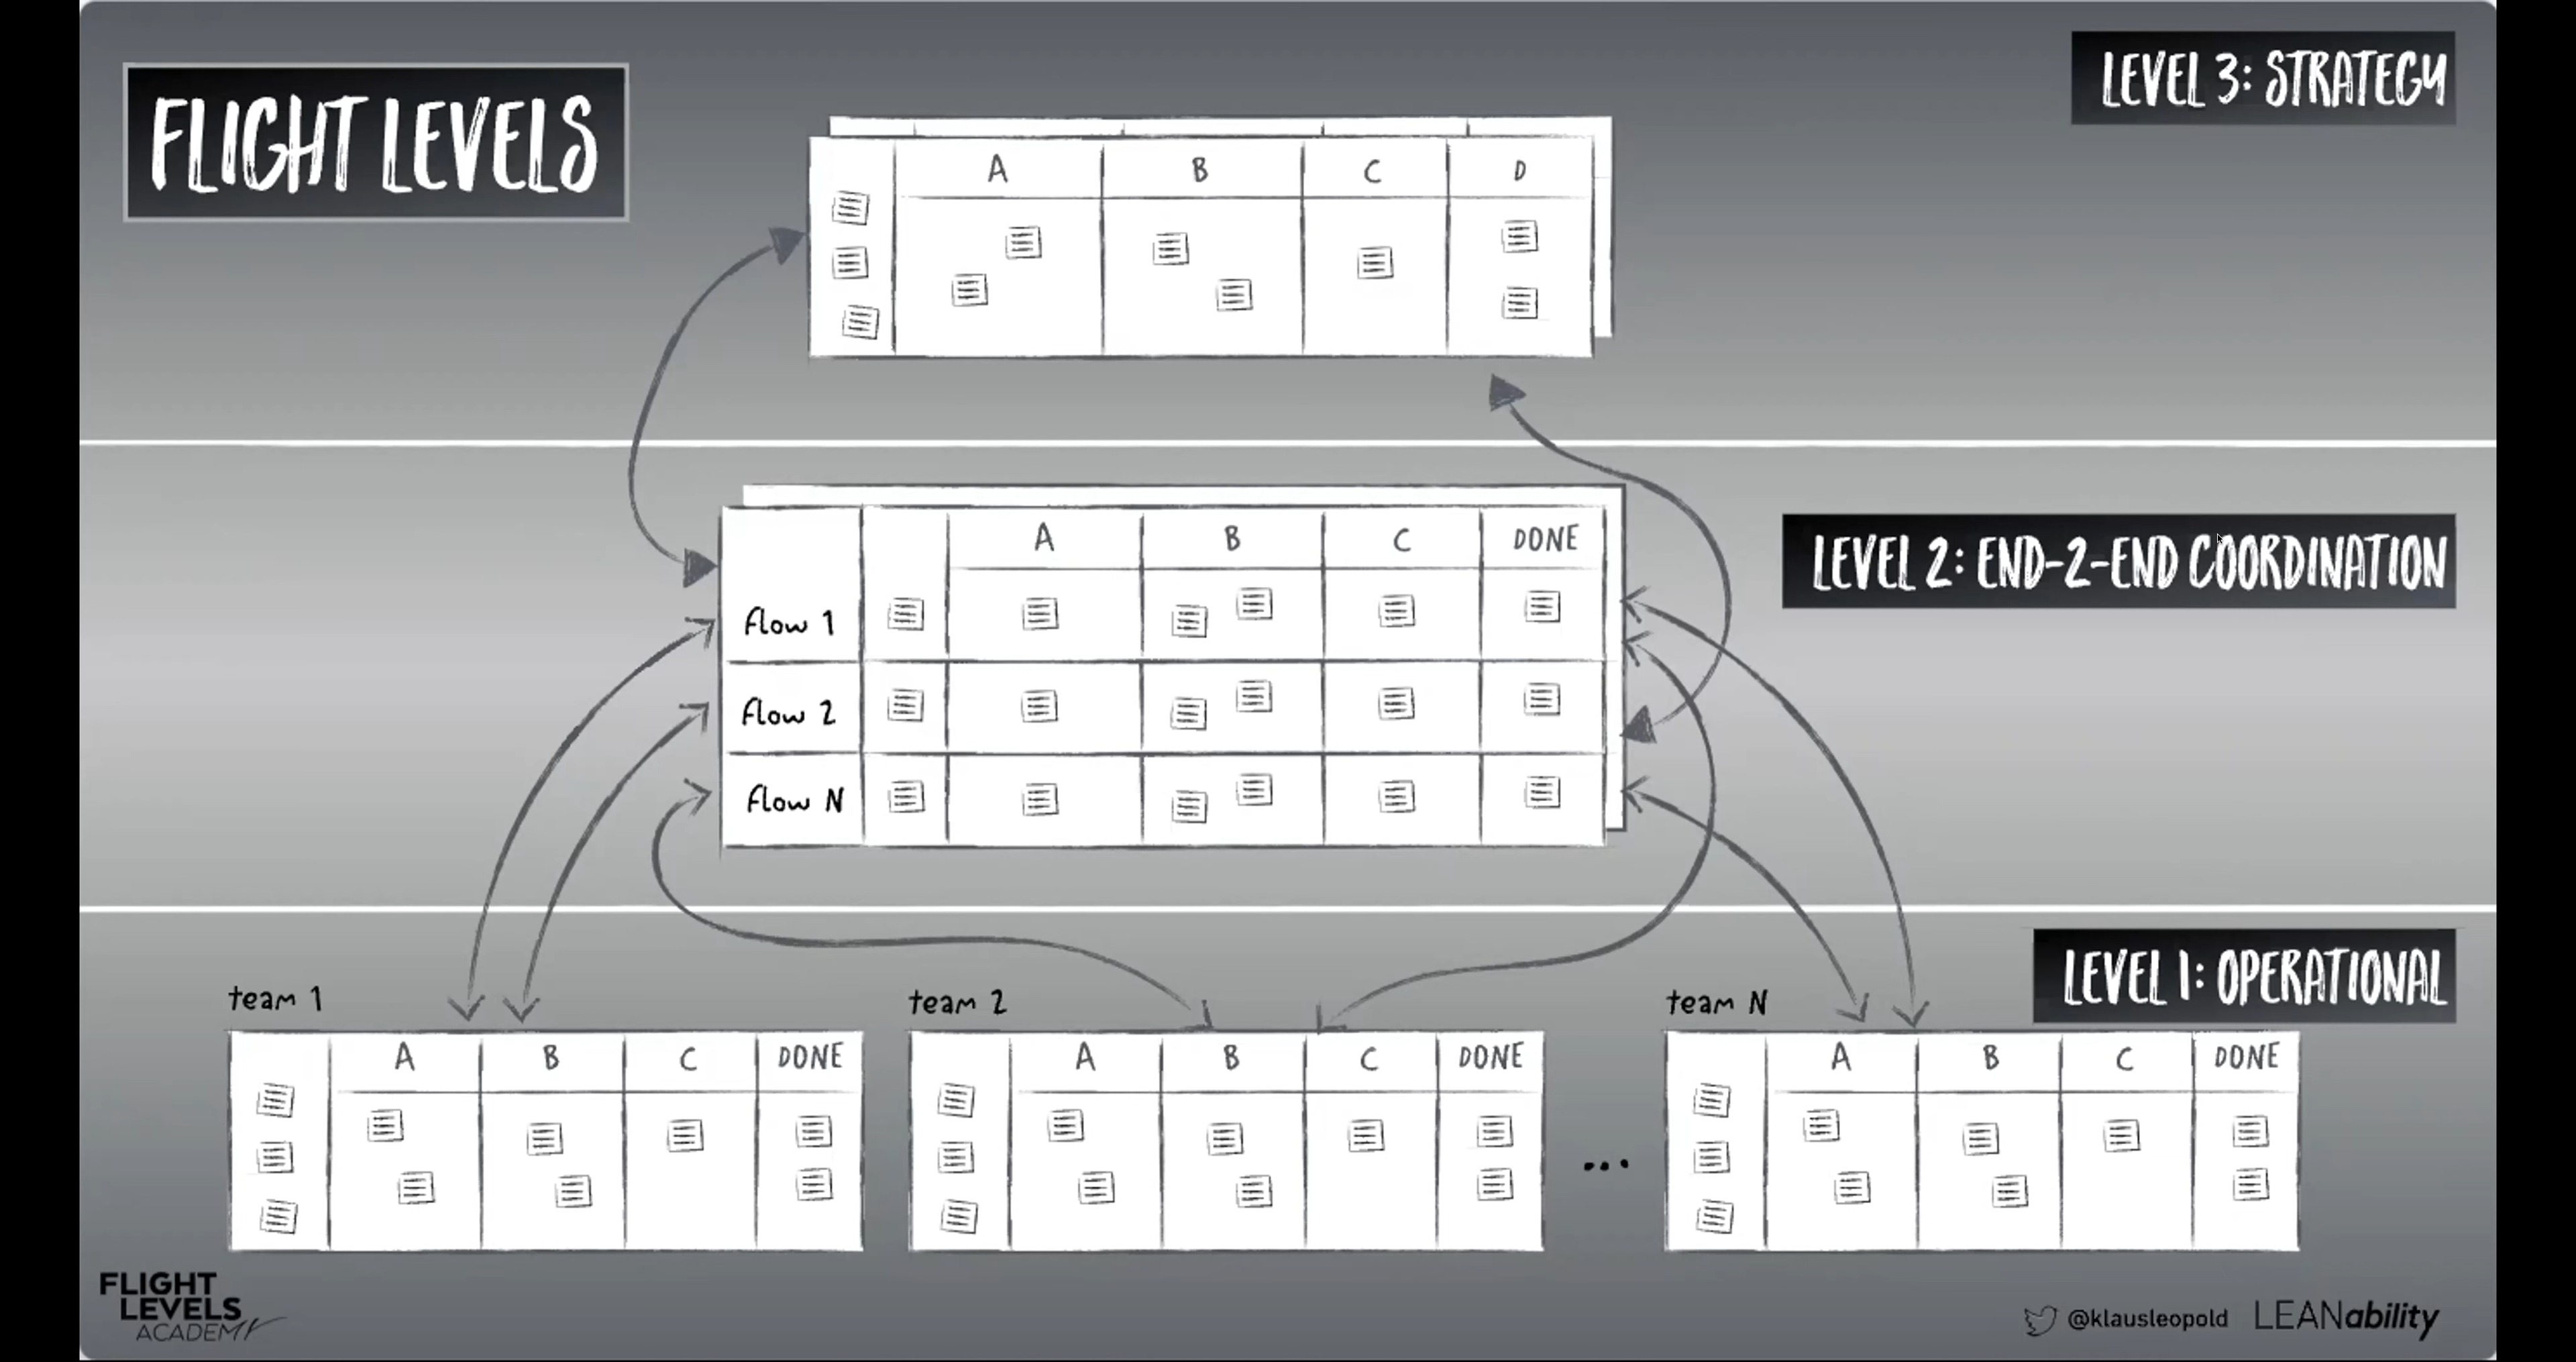 FLIGHT LEVELS
LEVEL 3: STRATEGY
A B C D
LEVEL 2: END-2-END COORDINATION
A B C DONE
flow 1
flow 2
flow N
LEVEL 1: OPERATIONAL
team 1
A B C DONE
team 2
A B C DONE
...
team N
A B C DONE
FLIGHT
LEVELS
ACADEMY
@klausleopold LEANability